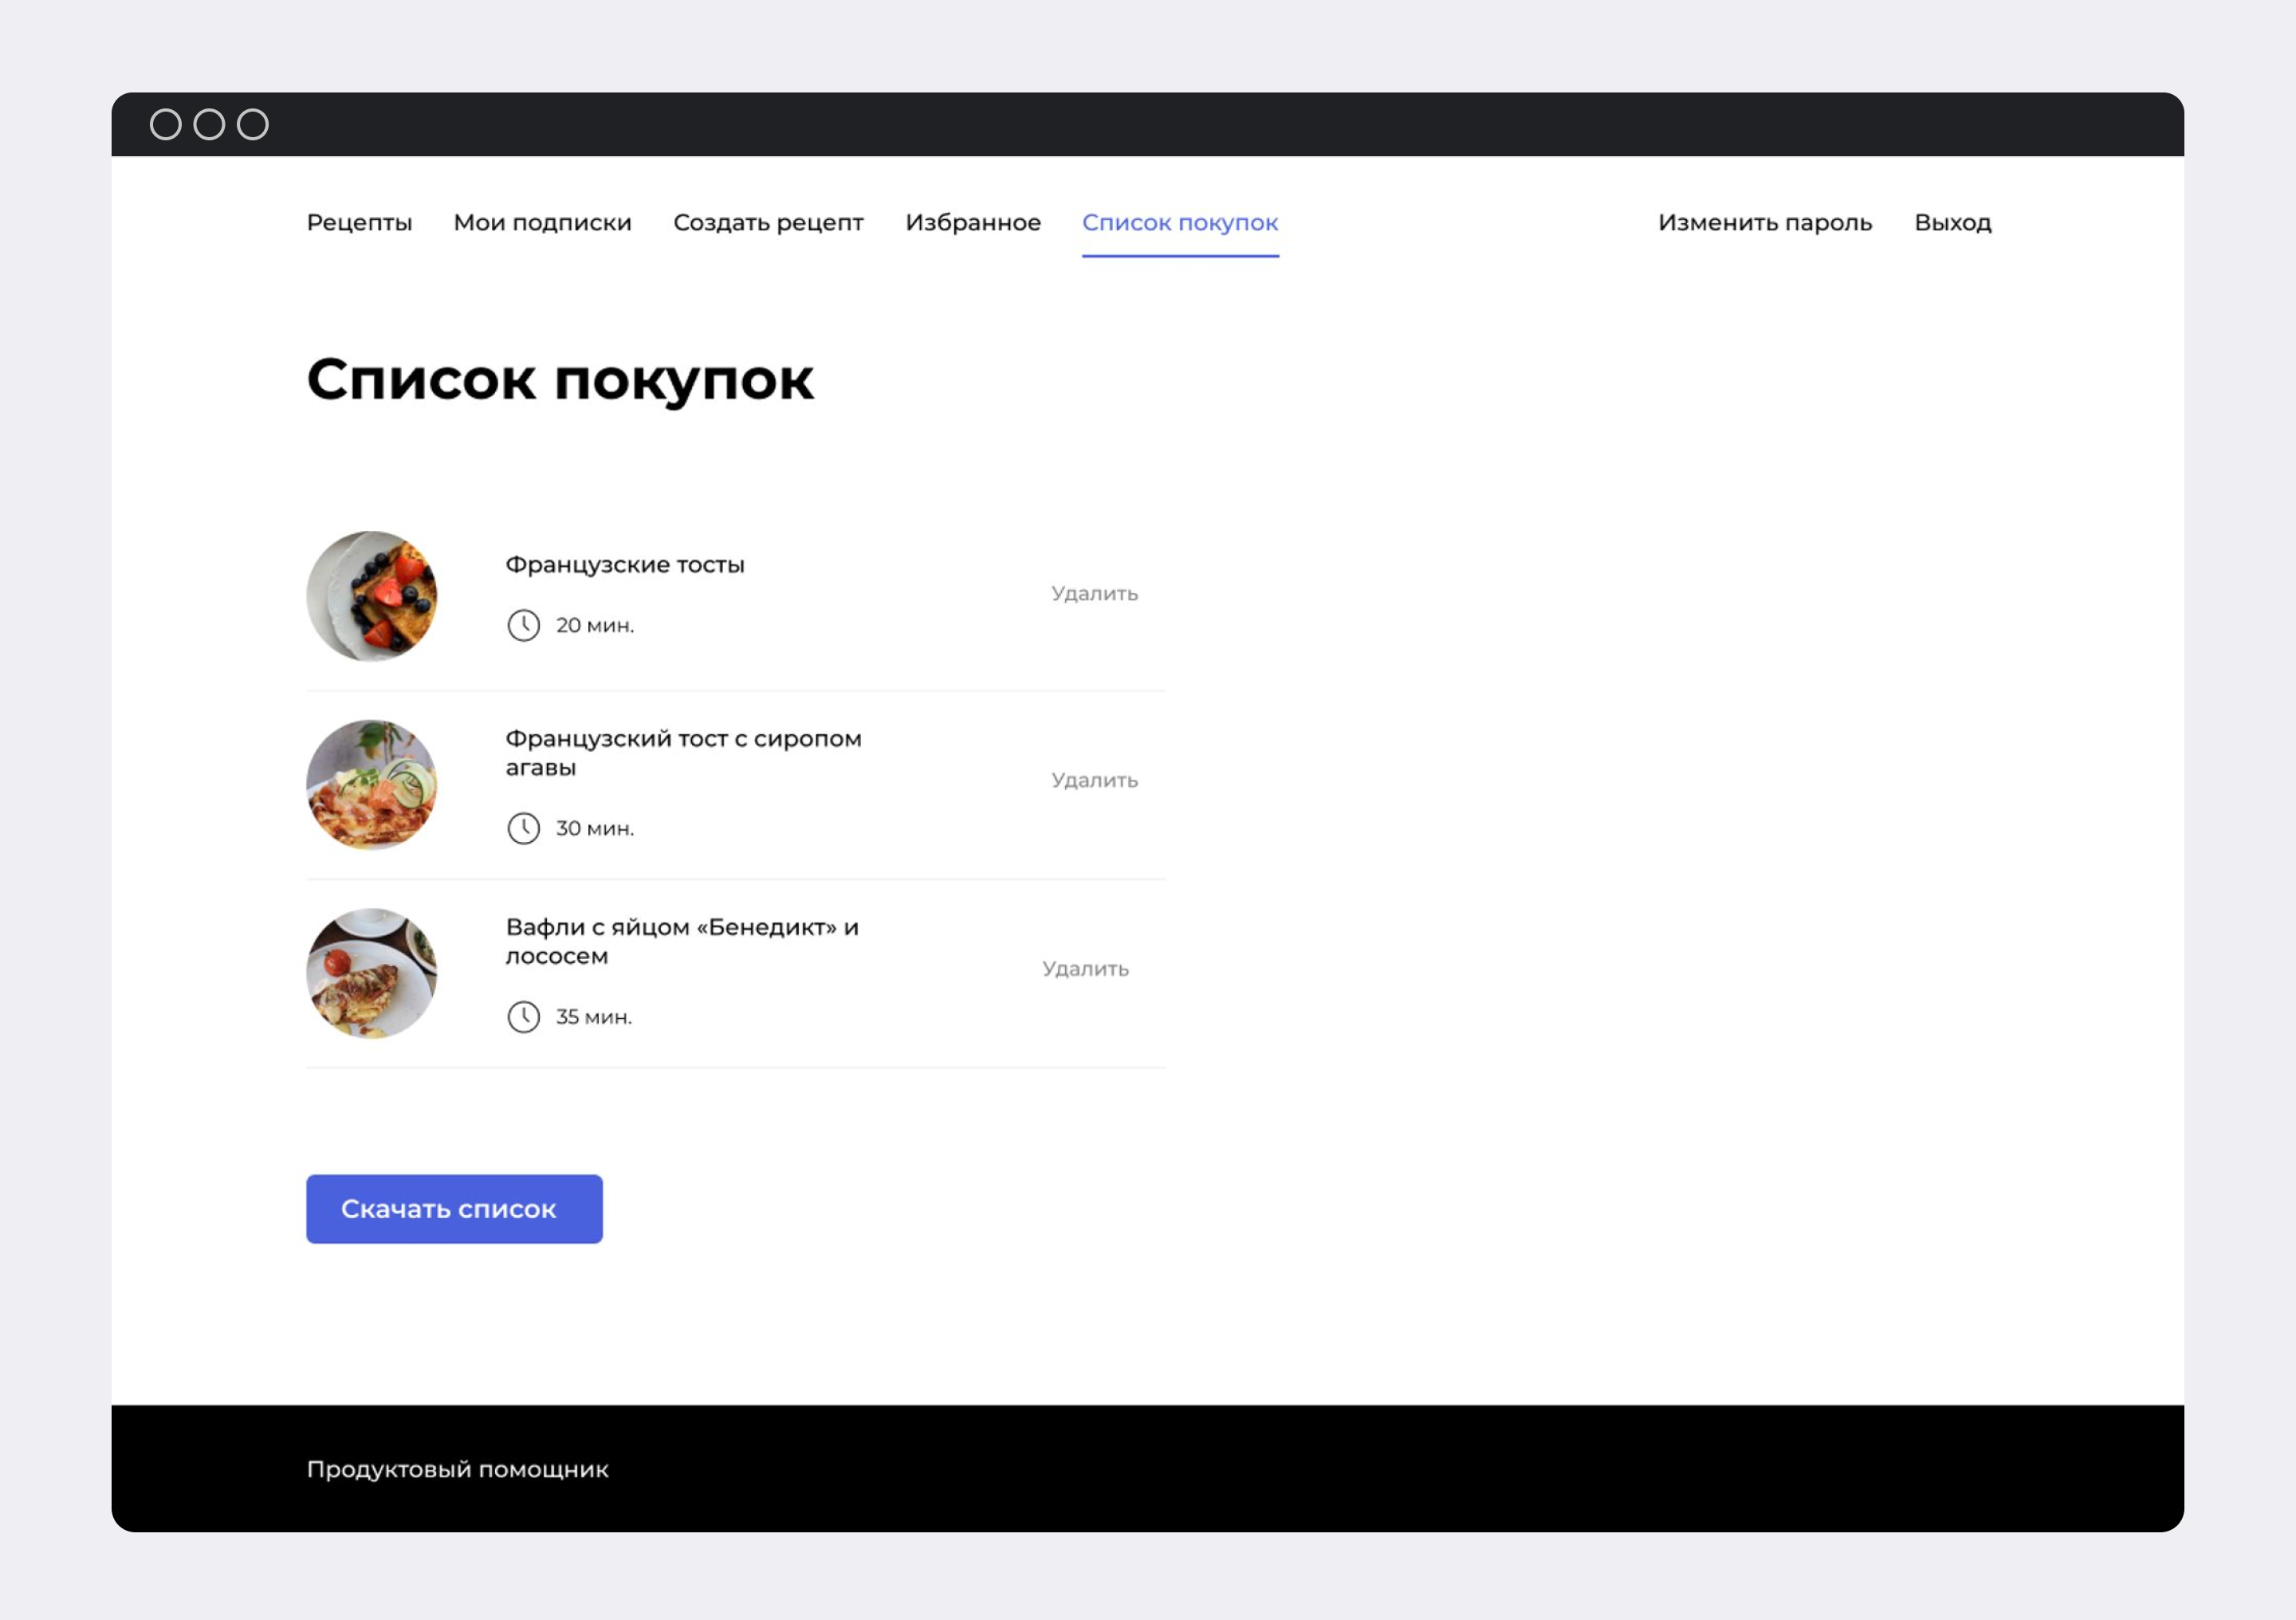 Рецепты Мои подписки Создать рецепт Избранное Список покупок Изменить пароль Выход
Список покупок
Французские тосты
20 мин.
Удалить
Французский тост с сиропом
агавы
30 мин.
Удалить
Вафли с яйцом «Бенедикт» и
лососем
35 мин.
Удалить
Скачать список
Продуктовый помощник